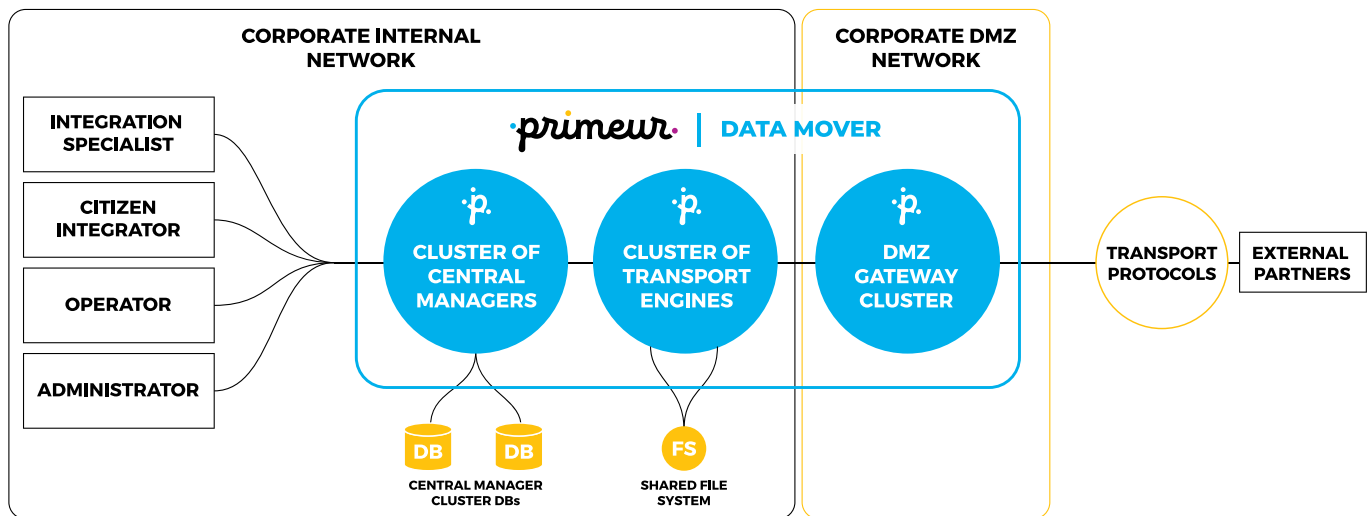 CORPORATE INTERNAL
NETWORK
CORPORATE DMZ
NETWORK
INTEGRATION
SPECIALIST
CITIZEN
INTEGRATOR
OPERATOR
ADMINISTRATOR
primeur
DATA MOVER
p
CLUSTER OF
CENTRAL
MANAGERS
p
CLUSTER OF
TRANSPORT
ENGINES
p
DMZ
GATEWAY
CLUSTER
TRANSPORT
PROTOCOLS
EXTERNAL
PARTNERS
DB
DB
CENTRAL MANAGER
CLUSTER DBs
FS
SHARED FILE
SYSTEM